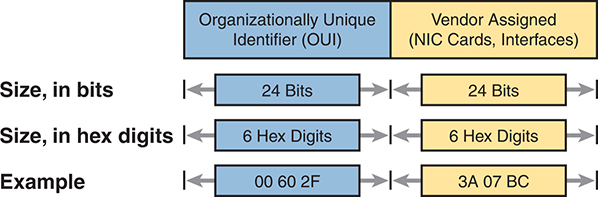 Organizationally Unique
Identifier (OUI)
Vendor Assigned
(NIC Cards, Interfaces)
Size, in bits
24 Bits
24 Bits
Size, in hex digits
6 Hex Digits
6 Hex Digits
Example
00 60 2F
3A 07 BC